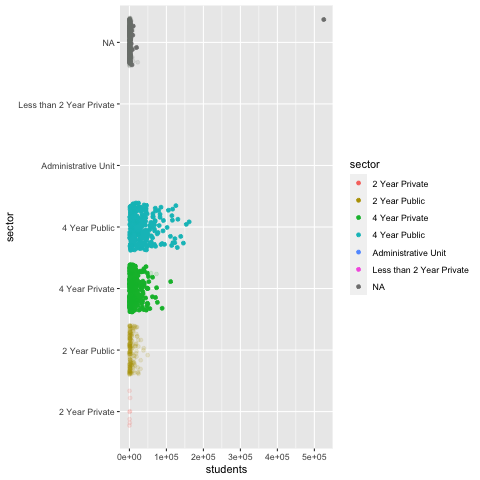 sector
NA
Less than 2 Year Private
Administrative Unit
4 Year Public
4 Year Private
2 Year Public
2 Year Private
0e+00 1e+05 2e+05 3e+05 4e+05 5e+05
students
sector
2 Year Private
2 Year Public
4 Year Private
4 Year Public
Administrative Unit
Less than 2 Year Private
NA